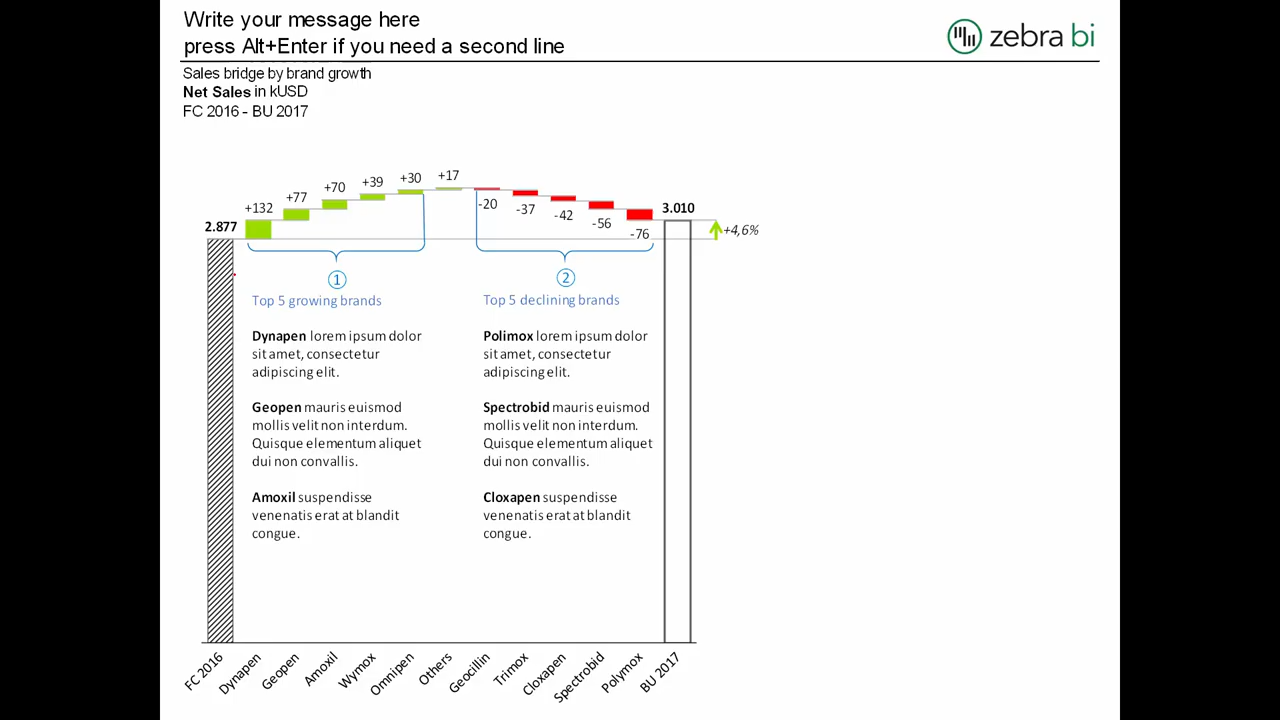 Write your message here
press Alt+Enter if you need a second line
zebra bi
Sales bridge by brand growth
Net Sales in kUSD
FC 2016 - BU 2017
2.877
+132
+77
+70
+39
+30
+17
-20
-37
-42
-56
-76
3.010
+4,6%
1
Top 5 growing brands
Dynapen lorem ipsum dolor
sit amet, consectetur
adipiscing elit.
Geopen mauris euismod
mollis velit non interdum.
Quisque elementum aliquet
dui non convallis.
Amoxil suspendisse
venenatis erat at blandit
congue.
2
Top 5 declining brands
Polimox lorem ipsum dolor
sit amet, consectetur
adipiscing elit.
Spectrobid mauris euismod
mollis velit non interdum.
Quisque elementum aliquet
dui non convallis.
Cloxapen suspendisse
venenatis erat at blandit
congue.
FC 2016
Dynapen
Geopen
Amoxil
Wymox
Omnipen
Others
Geocillin
Trimox
Cloxapen
Spectrobid
Polymox
BU 2017